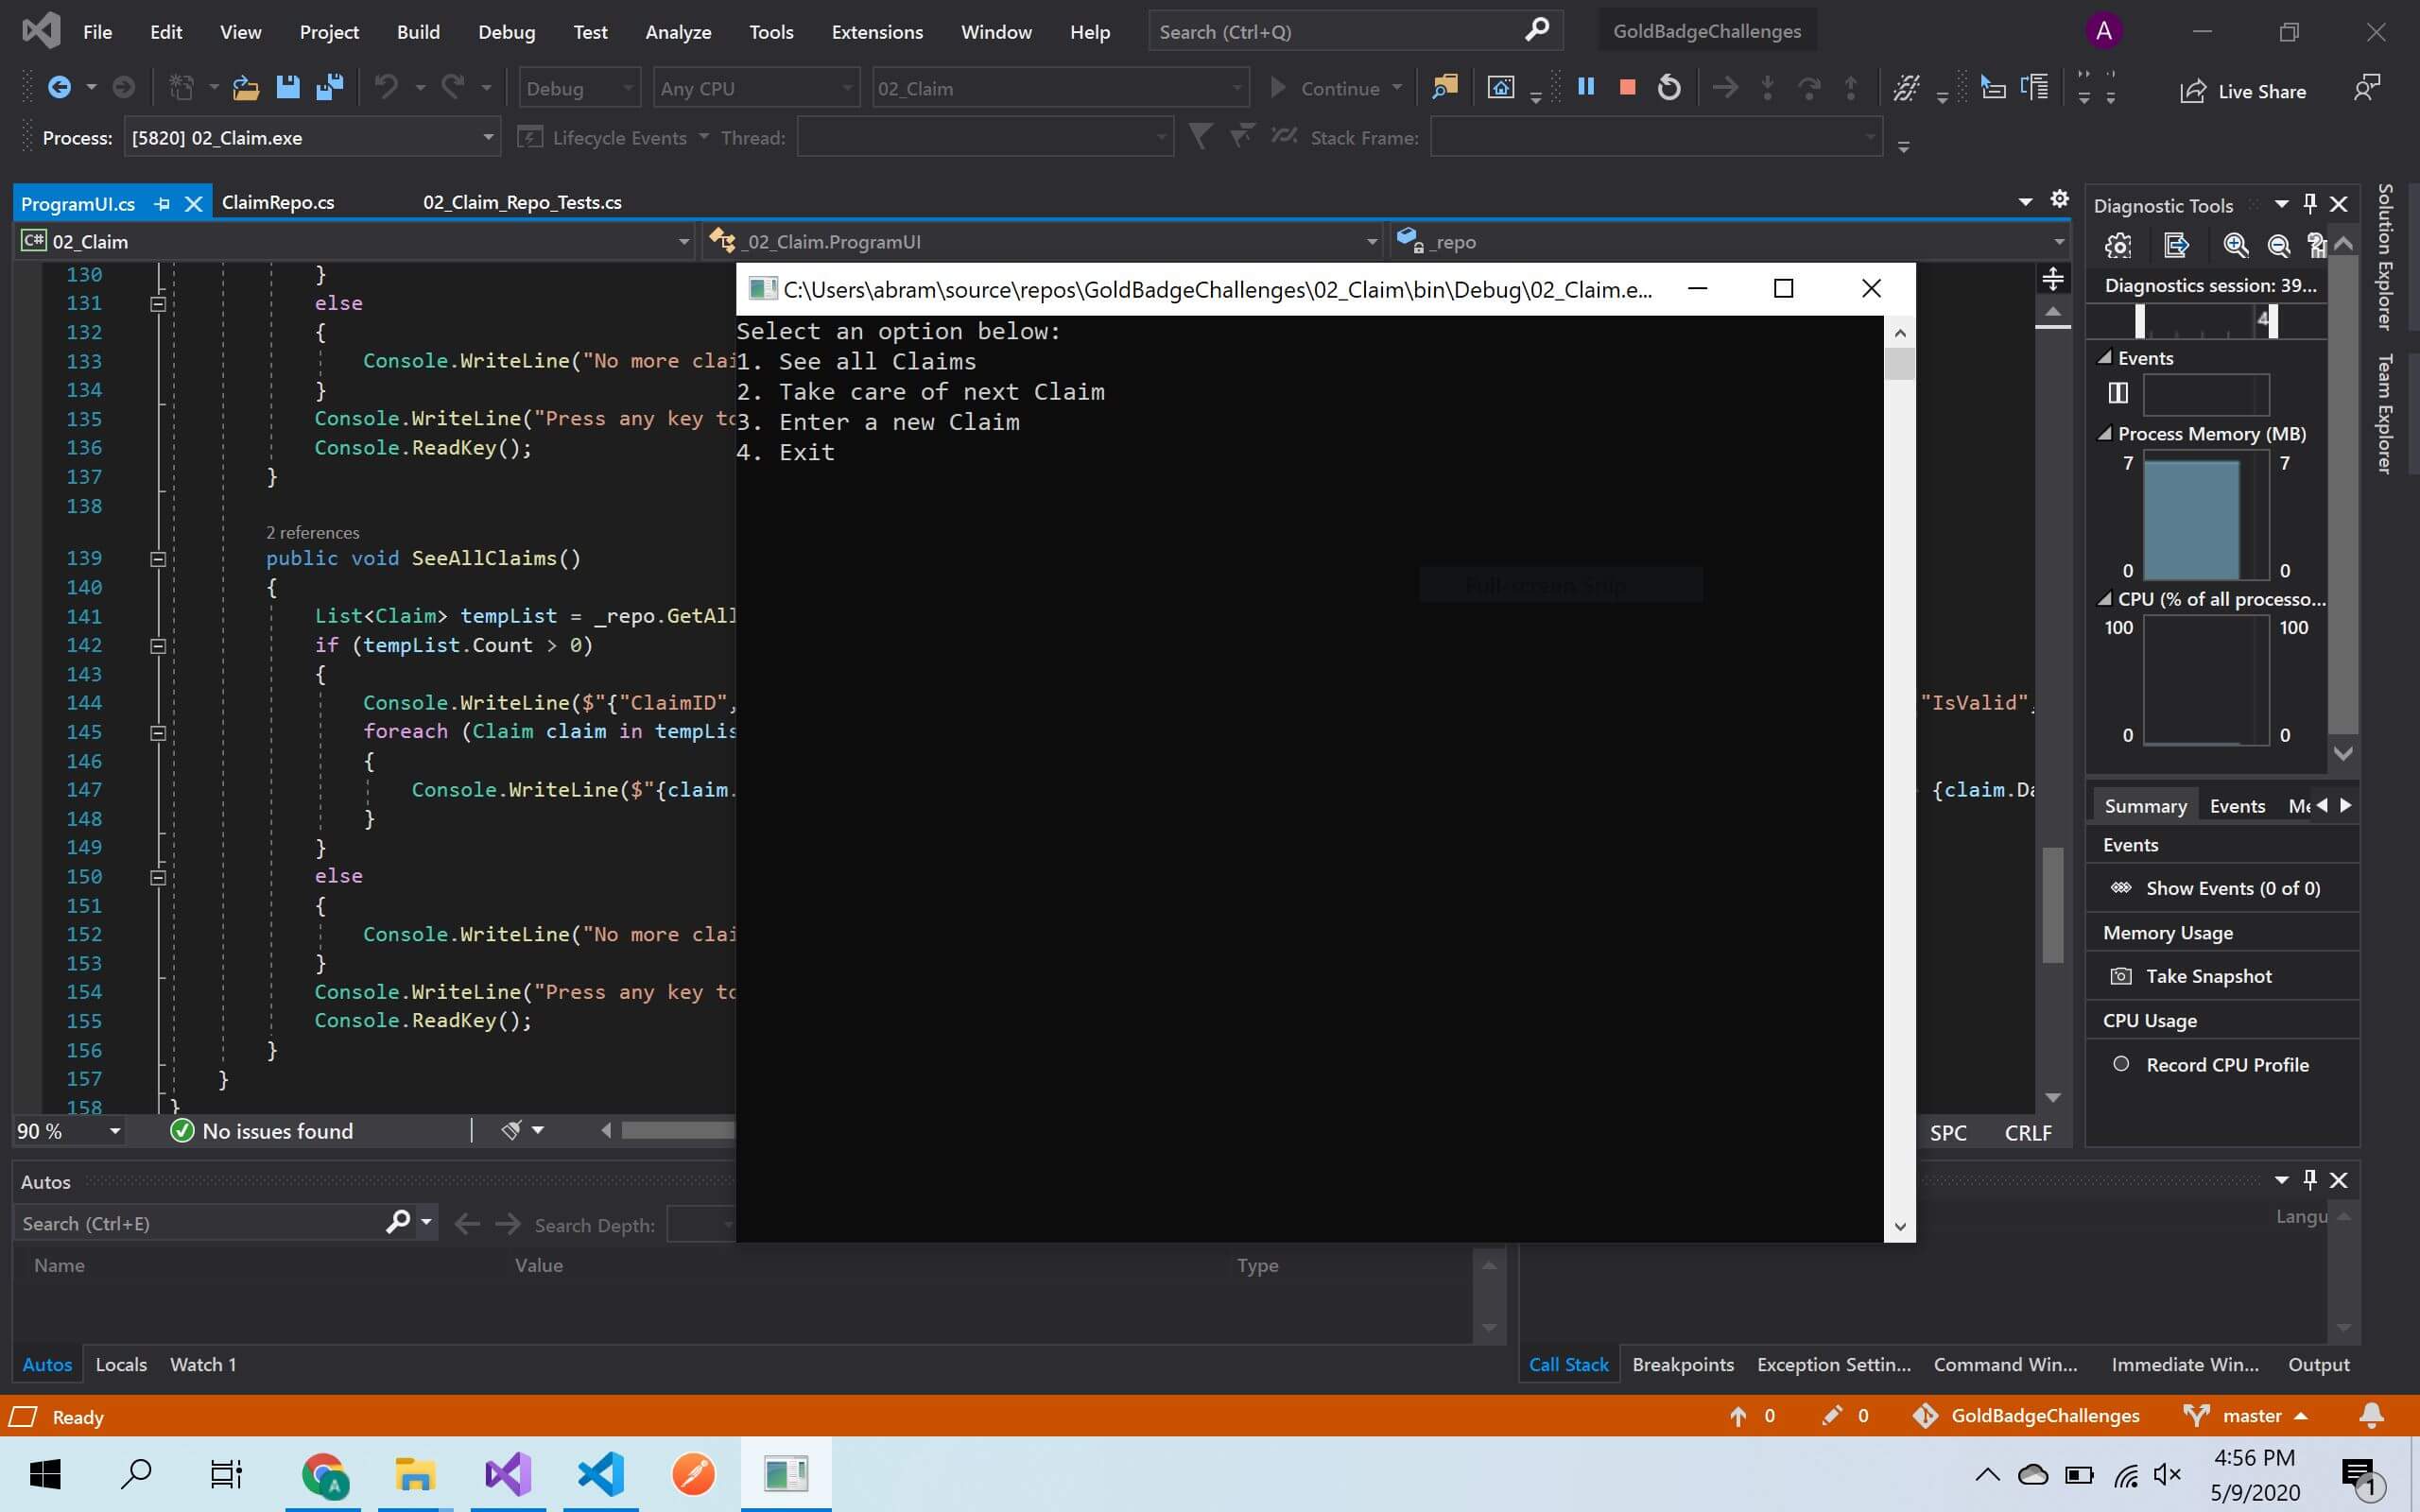 File Edit View Project Build Debug Test Analyze Tools Extensions Window Help Search (Ctrl+Q) GoldBadgeChallenges A
Debug Any CPU 02_Claim Continue Live Share
Process: [5820] 02_Claim.exe Lifecycle Events Thread: Stack Frame:
ProgramUI.cs ClaimRepo.cs 02_Claim_Repo_Tests.cs
C# 02_Claim _02_Claim.ProgramUI _repo
130 }
131 else
132 {
133 Console.WriteLine("No more clai
134 }
135 Console.WriteLine("Press any key to
136 Console.ReadKey();
137 }
138
2 references
139 public void SeeAllClaims()
140 {
141 List<Claim> tempList = _repo.GetAll
142 if (tempList.Count > 0)
143 {
144 Console.WriteLine($"{"ClaimID", "IsValid",
145 foreach (Claim claim in tempLis
146 {
147 Console.WriteLine($"{claim. {claim.Da
148 }
149 }
150 else
151 {
152 Console.WriteLine("No more clai
153 }
154 Console.WriteLine("Press any key to
155 Console.ReadKey();
156 }
157 }
158 }
90 % No issues found SPC CRLF
C:\Users\abram\source\repos\GoldBadgeChallenges\02_Claim\bin\Debug\02_Claim.e...
Select an option below:
1. See all Claims
2. Take care of next Claim
3. Enter a new Claim
4. Exit
Full-screen Snip
Diagnostic Tools
Diagnostics session: 39...
4
Events
Process Memory (MB)
7 7
0 0
CPU (% of all processo...
100 100
0 0
Summary Events Me
Events
Show Events (0 of 0)
Memory Usage
Take Snapshot
CPU Usage
Record CPU Profile
Solution Explorer
Team Explorer
Autos
Search (Ctrl+E) Search Depth:
Name Value Type
Langu
Autos Locals Watch 1
Call Stack Breakpoints Exception Settin... Command Win... Immediate Win... Output
Ready 0 0 GoldBadgeChallenges master
A
4:56 PM
5/9/2020
1